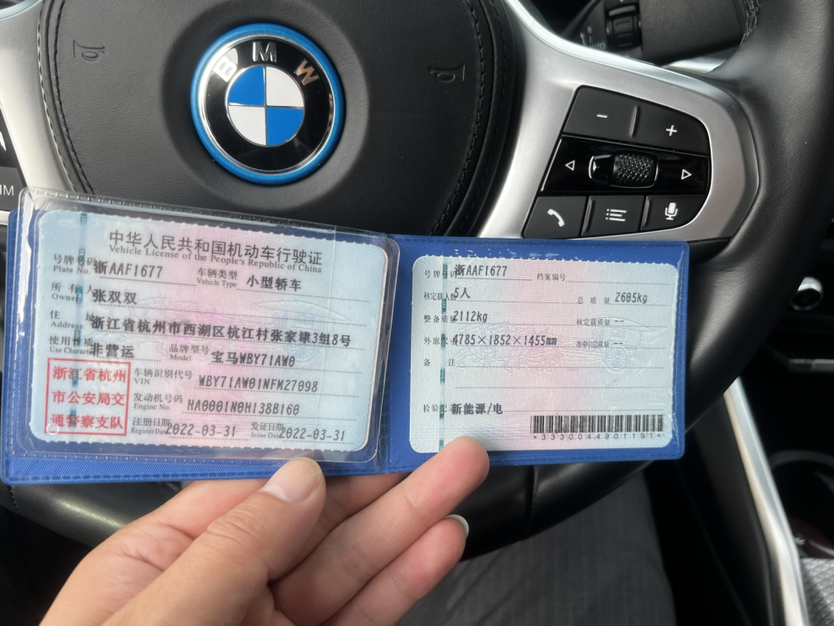 BMW
中华人民共和国机动车行驶证
Vehicle License of the People's Republic of China
号牌号码 浙AAF1677 车辆类型 小型轿车
Plate No. Vehicle Type
所有人 张双双
Owner
住址 浙江省杭州市西湖区杭江村张家墚3组8号
Address
使用性质 非营运 品牌型号 宝马WBY71AW0
Use Character Model
浙江省杭州
市公安局交
通警察支队
车辆识别代号 WBY71AW01NFM27098
VIN
发动机号码 HA0001N0H138B160
Engine No.
注册日期 2022-03-31 发证日期 2022-03-31
Register Date Issue Date
号牌号码 浙AAF1677 档案编号
核定载人数 5人 总质量 2605kg
整备质量 2112kg 核定载质量 --
外廓 4785×1852×1455mm 质量 --
备注
检验记录 新能源/电
*3330044901191*